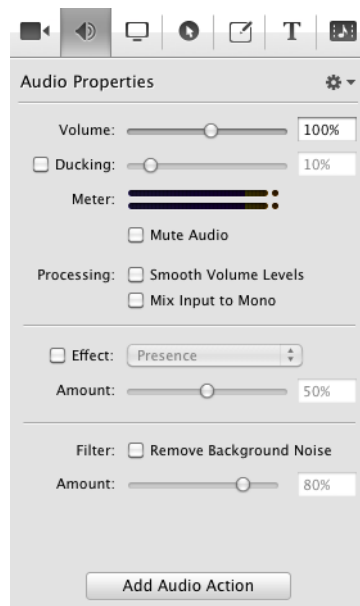 T
Audio Properties
Volume: 100%
Ducking: 10%
Meter:
Mute Audio
Processing: Smooth Volume Levels
Mix Input to Mono
Effect: Presence
Amount: 50%
Filter: Remove Background Noise
Amount: 80%
Add Audio Action